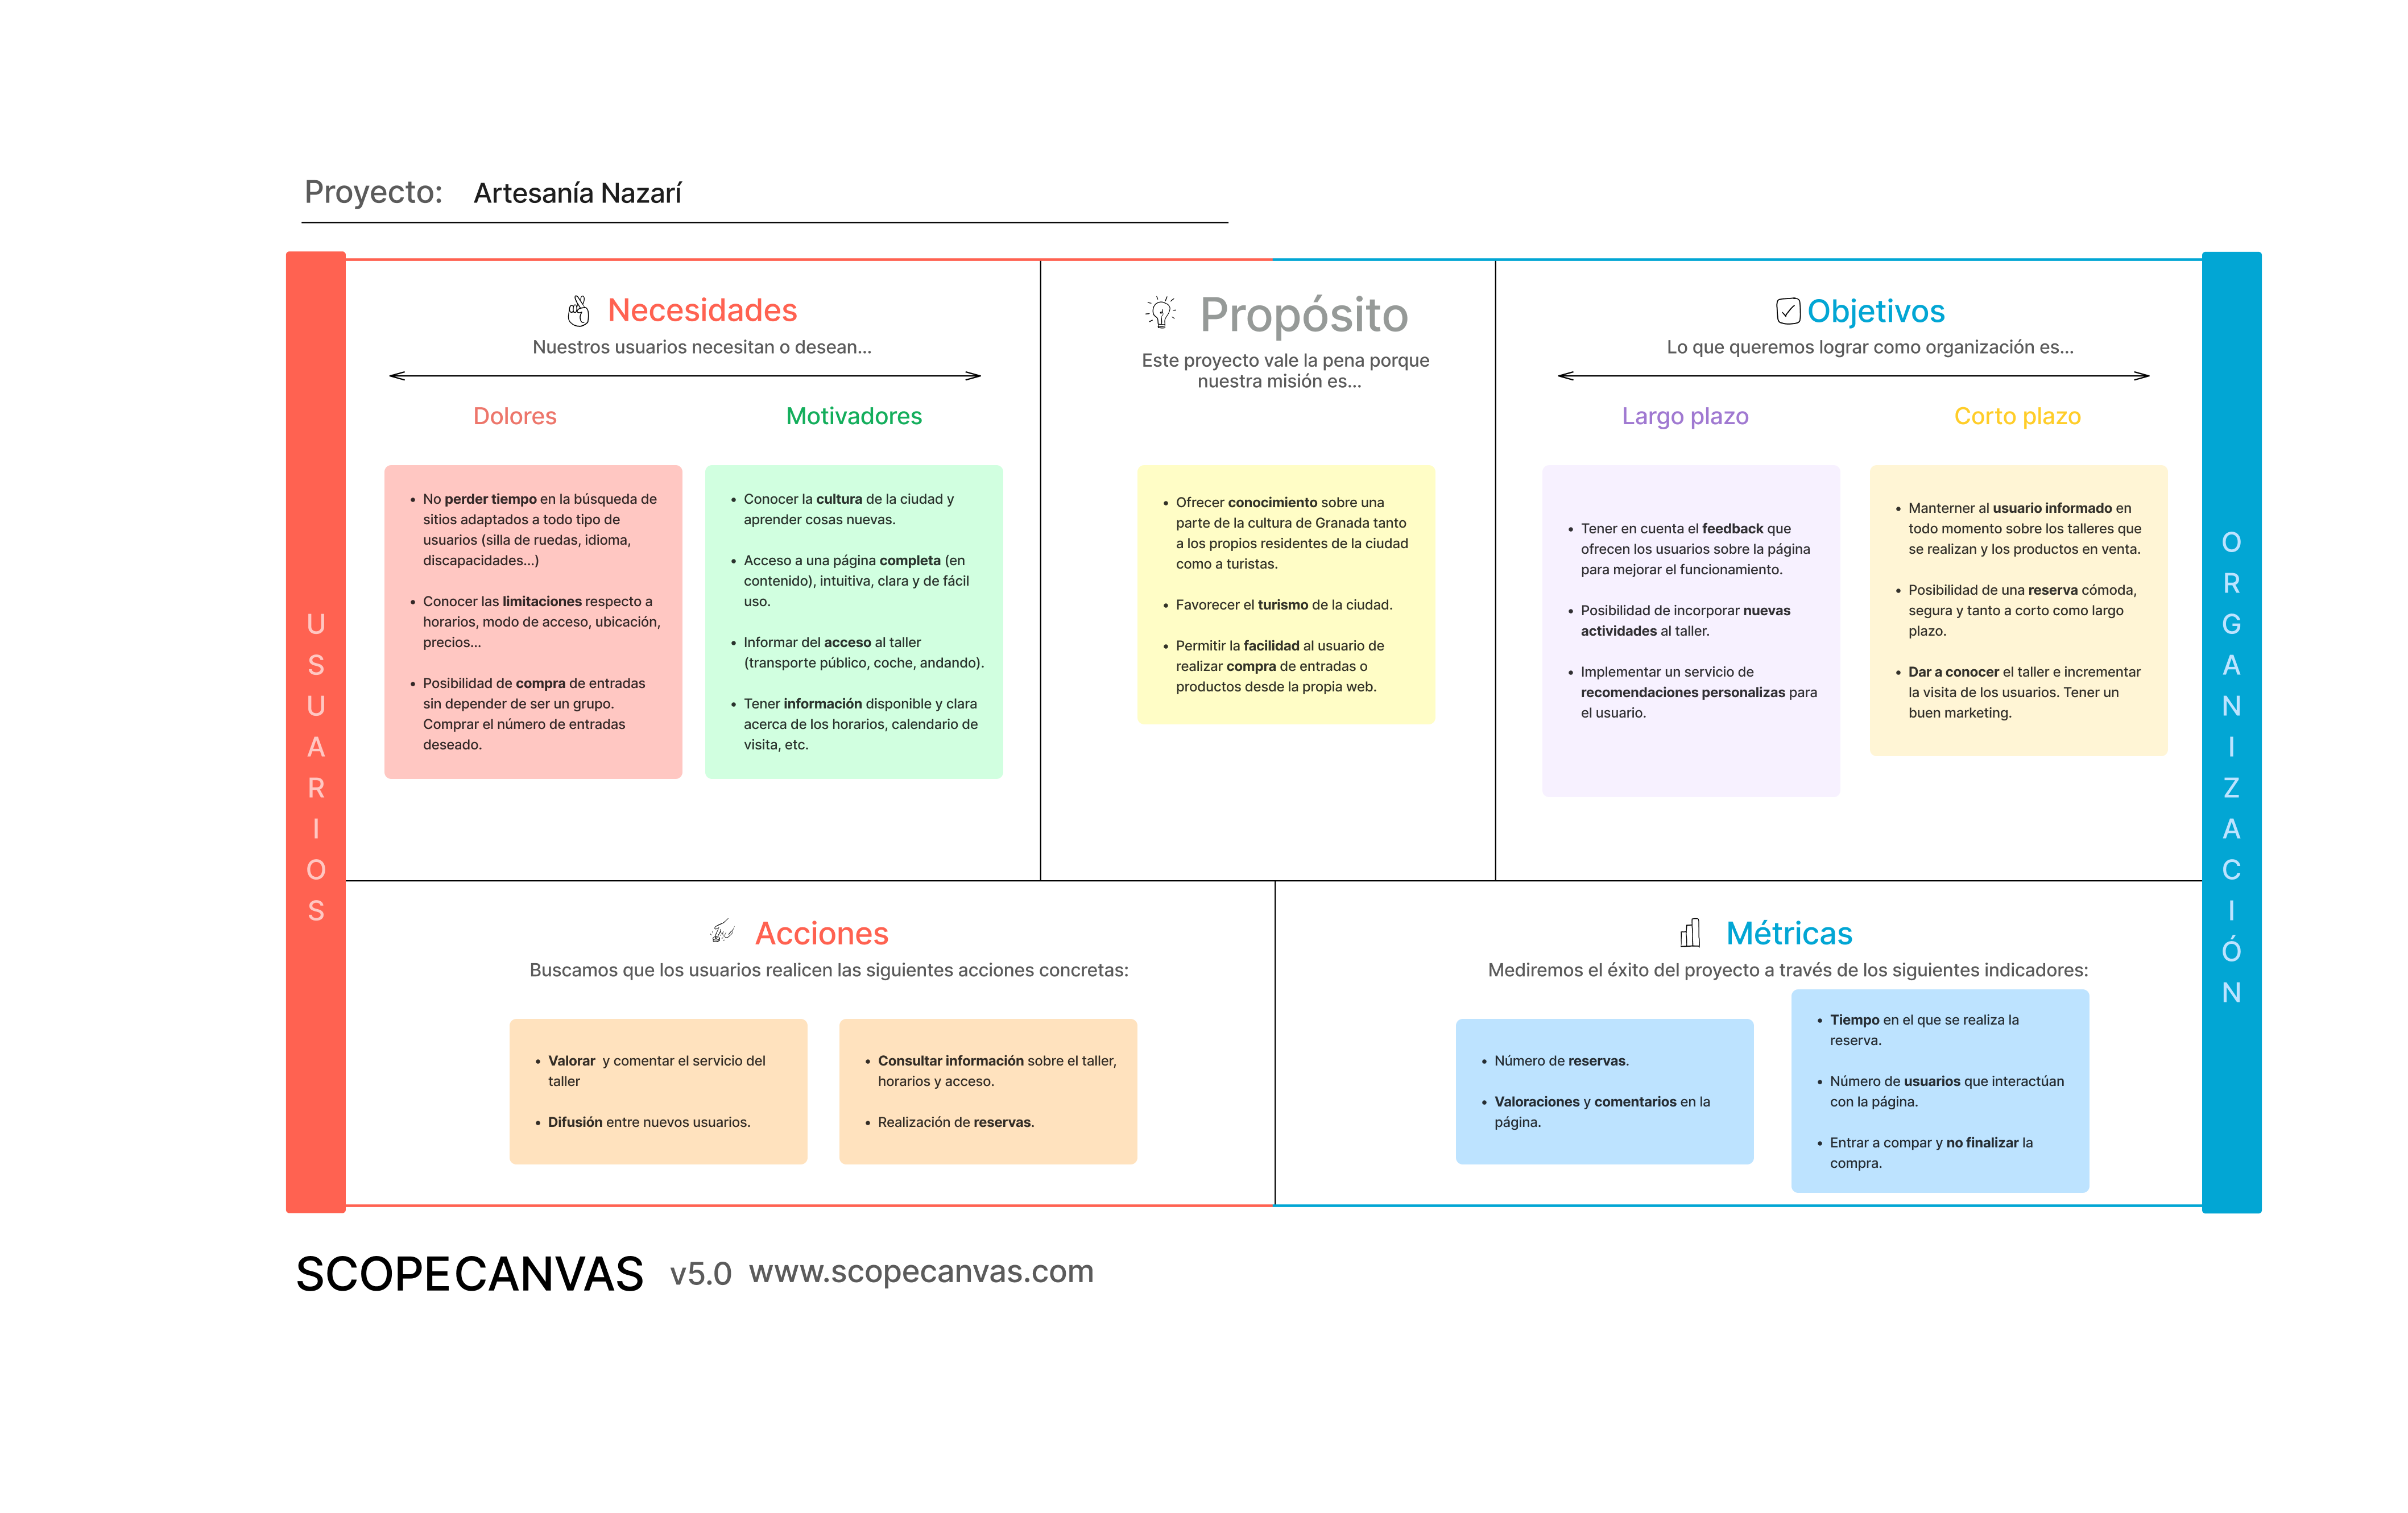 Proyecto: Artesanía Nazarí
USUARIOS
Necesidades
Nuestros usuarios necesitan o desean...
Dolores
• No perder tiempo en la búsqueda de
sitios adaptados a todo tipo de
usuarios (silla de ruedas, idioma,
discapacidades...)
• Conocer las limitaciones respecto a
horarios, modo de acceso, ubicación,
precios...
• Posibilidad de compra de entradas
sin depender de ser un grupo.
Comprar el número de entradas
deseado.
Motivadores
• Conocer la cultura de la ciudad y
aprender cosas nuevas.
• Acceso a una página completa (en
contenido), intuitiva, clara y de fácil
uso.
• Informar del acceso al taller
(transporte público, coche, andando).
• Tener información disponible y clara
acerca de los horarios, calendario de
visita, etc.
Propósito
Este proyecto vale la pena porque
nuestra misión es...
• Ofrecer conocimiento sobre una
parte de la cultura de Granada tanto
a los propios residentes de la ciudad
como a turistas.
• Favorecer el turismo de la ciudad.
• Permitir la facilidad al usuario de
realizar compra de entradas o
productos desde la propia web.
Objetivos
Lo que queremos lograr como organización es...
Largo plazo
• Tener en cuenta el feedback que
ofrecen los usuarios sobre la página
para mejorar el funcionamiento.
• Posibilidad de incorporar nuevas
actividades al taller.
• Implementar un servicio de
recomendaciones personalizas para
el usuario.
Corto plazo
• Manterner al usuario informado en
todo momento sobre los talleres que
se realizan y los productos en venta.
• Posibilidad de una reserva cómoda,
segura y tanto a corto como largo
plazo.
• Dar a conocer el taller e incrementar
la visita de los usuarios. Tener un
buen marketing.
ORGANIZACIÓN
Acciones
Buscamos que los usuarios realicen las siguientes acciones concretas:
• Valorar y comentar el servicio del
taller
• Difusión entre nuevos usuarios.
• Consultar información sobre el taller,
horarios y acceso.
• Realización de reservas.
Métricas
Mediremos el éxito del proyecto a través de los siguientes indicadores:
• Número de reservas.
• Valoraciones y comentarios en la
página.
• Tiempo en el que se realiza la
reserva.
• Número de usuarios que interactúan
con la página.
• Entrar a compar y no finalizar la
compra.
SCOPECANVAS v5.0 www.scopecanvas.com